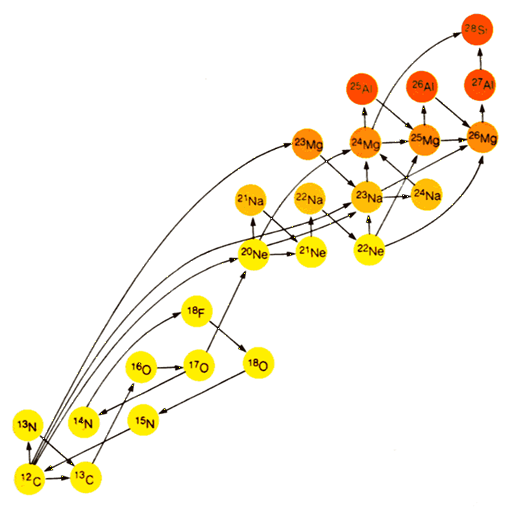 ²⁸Si
²⁵Al
²⁶Al
²⁷Al
²³Mg
²⁴Mg
²⁵Mg
²⁶Mg
²¹Na
²²Na
²³Na
²⁴Na
²⁰Ne
²¹Ne
²²Ne
¹⁸F
¹⁶O
¹⁷O
¹⁸O
¹³N
¹⁴N
¹⁵N
¹²C
¹³C